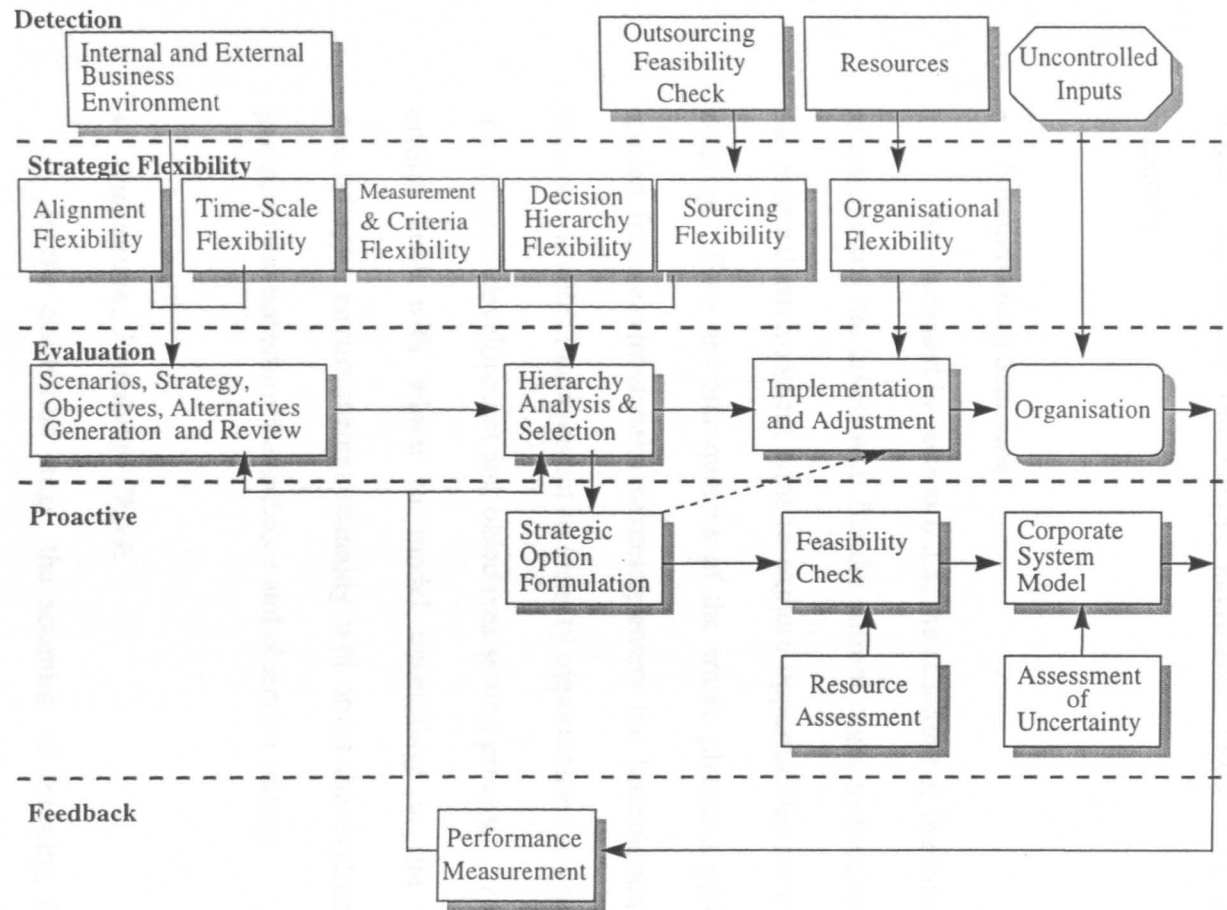 Detection
Internal and External
Business
Environment
Outsourcing
Feasibility
Check
Resources
Uncontrolled
Inputs
Strategic Flexibility
Alignment
Flexibility
Time-Scale
Flexibility
Measurement
& Criteria
Flexibility
Decision
Hierarchy
Flexibility
Sourcing
Flexibility
Organisational
Flexibility
Evaluation
Scenarios, Strategy,
Objectives, Alternatives
Generation and Review
Hierarchy
Analysis &
Selection
Implementation
and Adjustment
Organisation
Proactive
Strategic
Option
Formulation
Feasibility
Check
Corporate
System
Model
Resource
Assessment
Assessment
of
Uncertainty
Feedback
Performance
Measurement